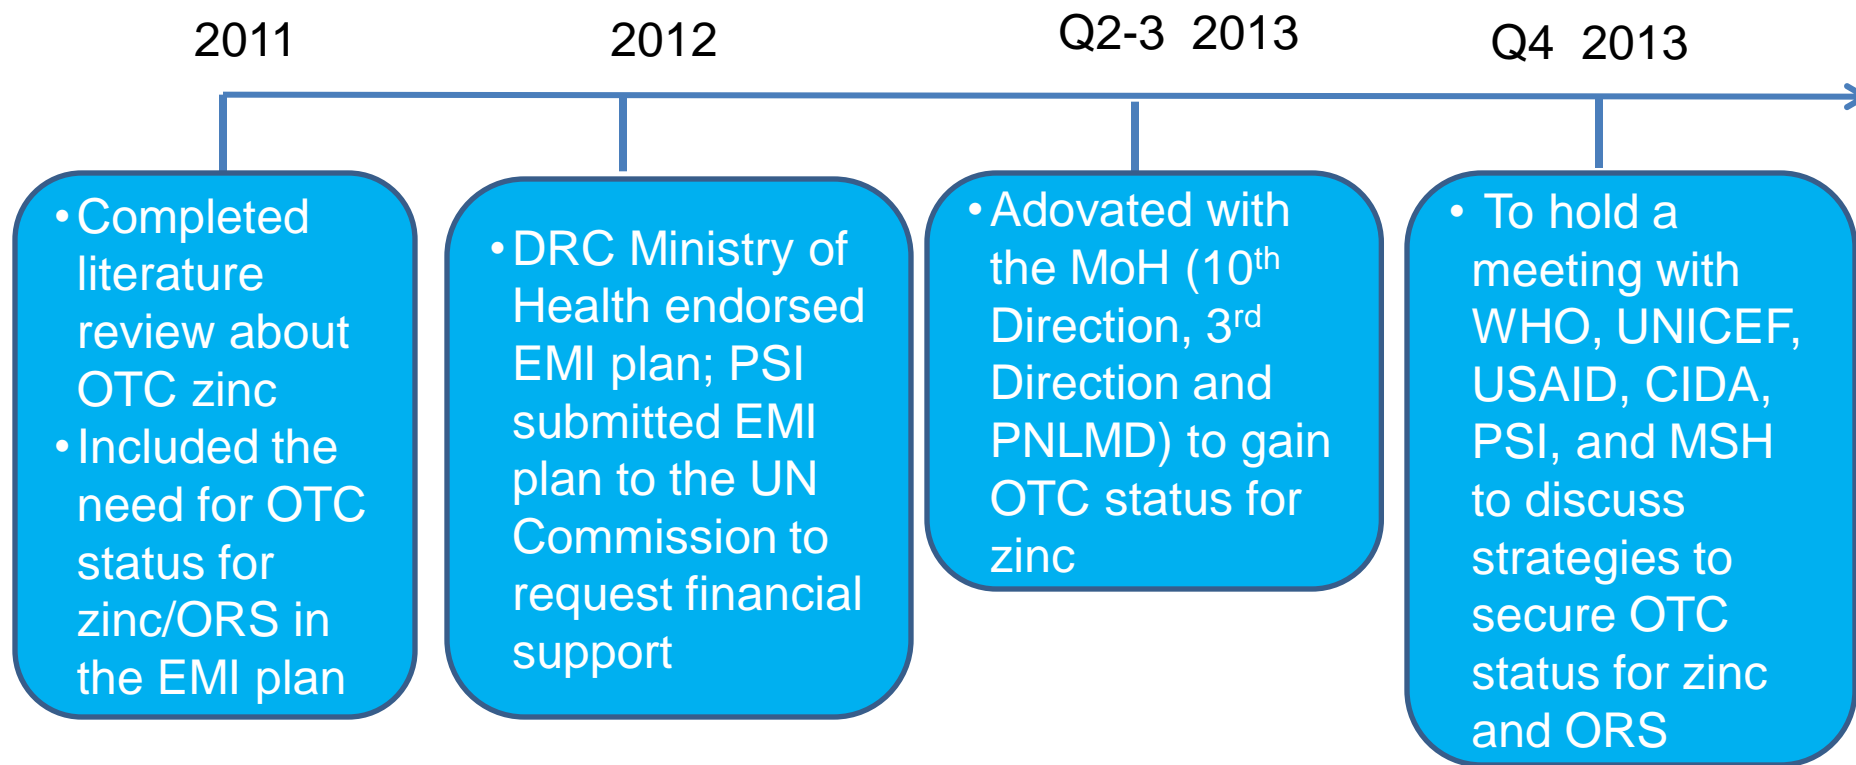 2011
2012
Q2-3 2013
Q4 2013
• Completed
literature
review about
OTC zinc
• Included the
need for OTC
status for
zinc/ORS in
the EMI plan
• DRC Ministry of
Health endorsed
EMI plan; PSI
submitted EMI
plan to the UN
Commission to
request financial
support
• Adovated with
the MoH (10th
Direction, 3rd
Direction and
PNLMD) to gain
OTC status for
zinc
• To hold a
meeting with
WHO, UNICEF,
USAID, CIDA,
PSI, and MSH
to discuss
strategies to
secure OTC
status for zinc
and ORS